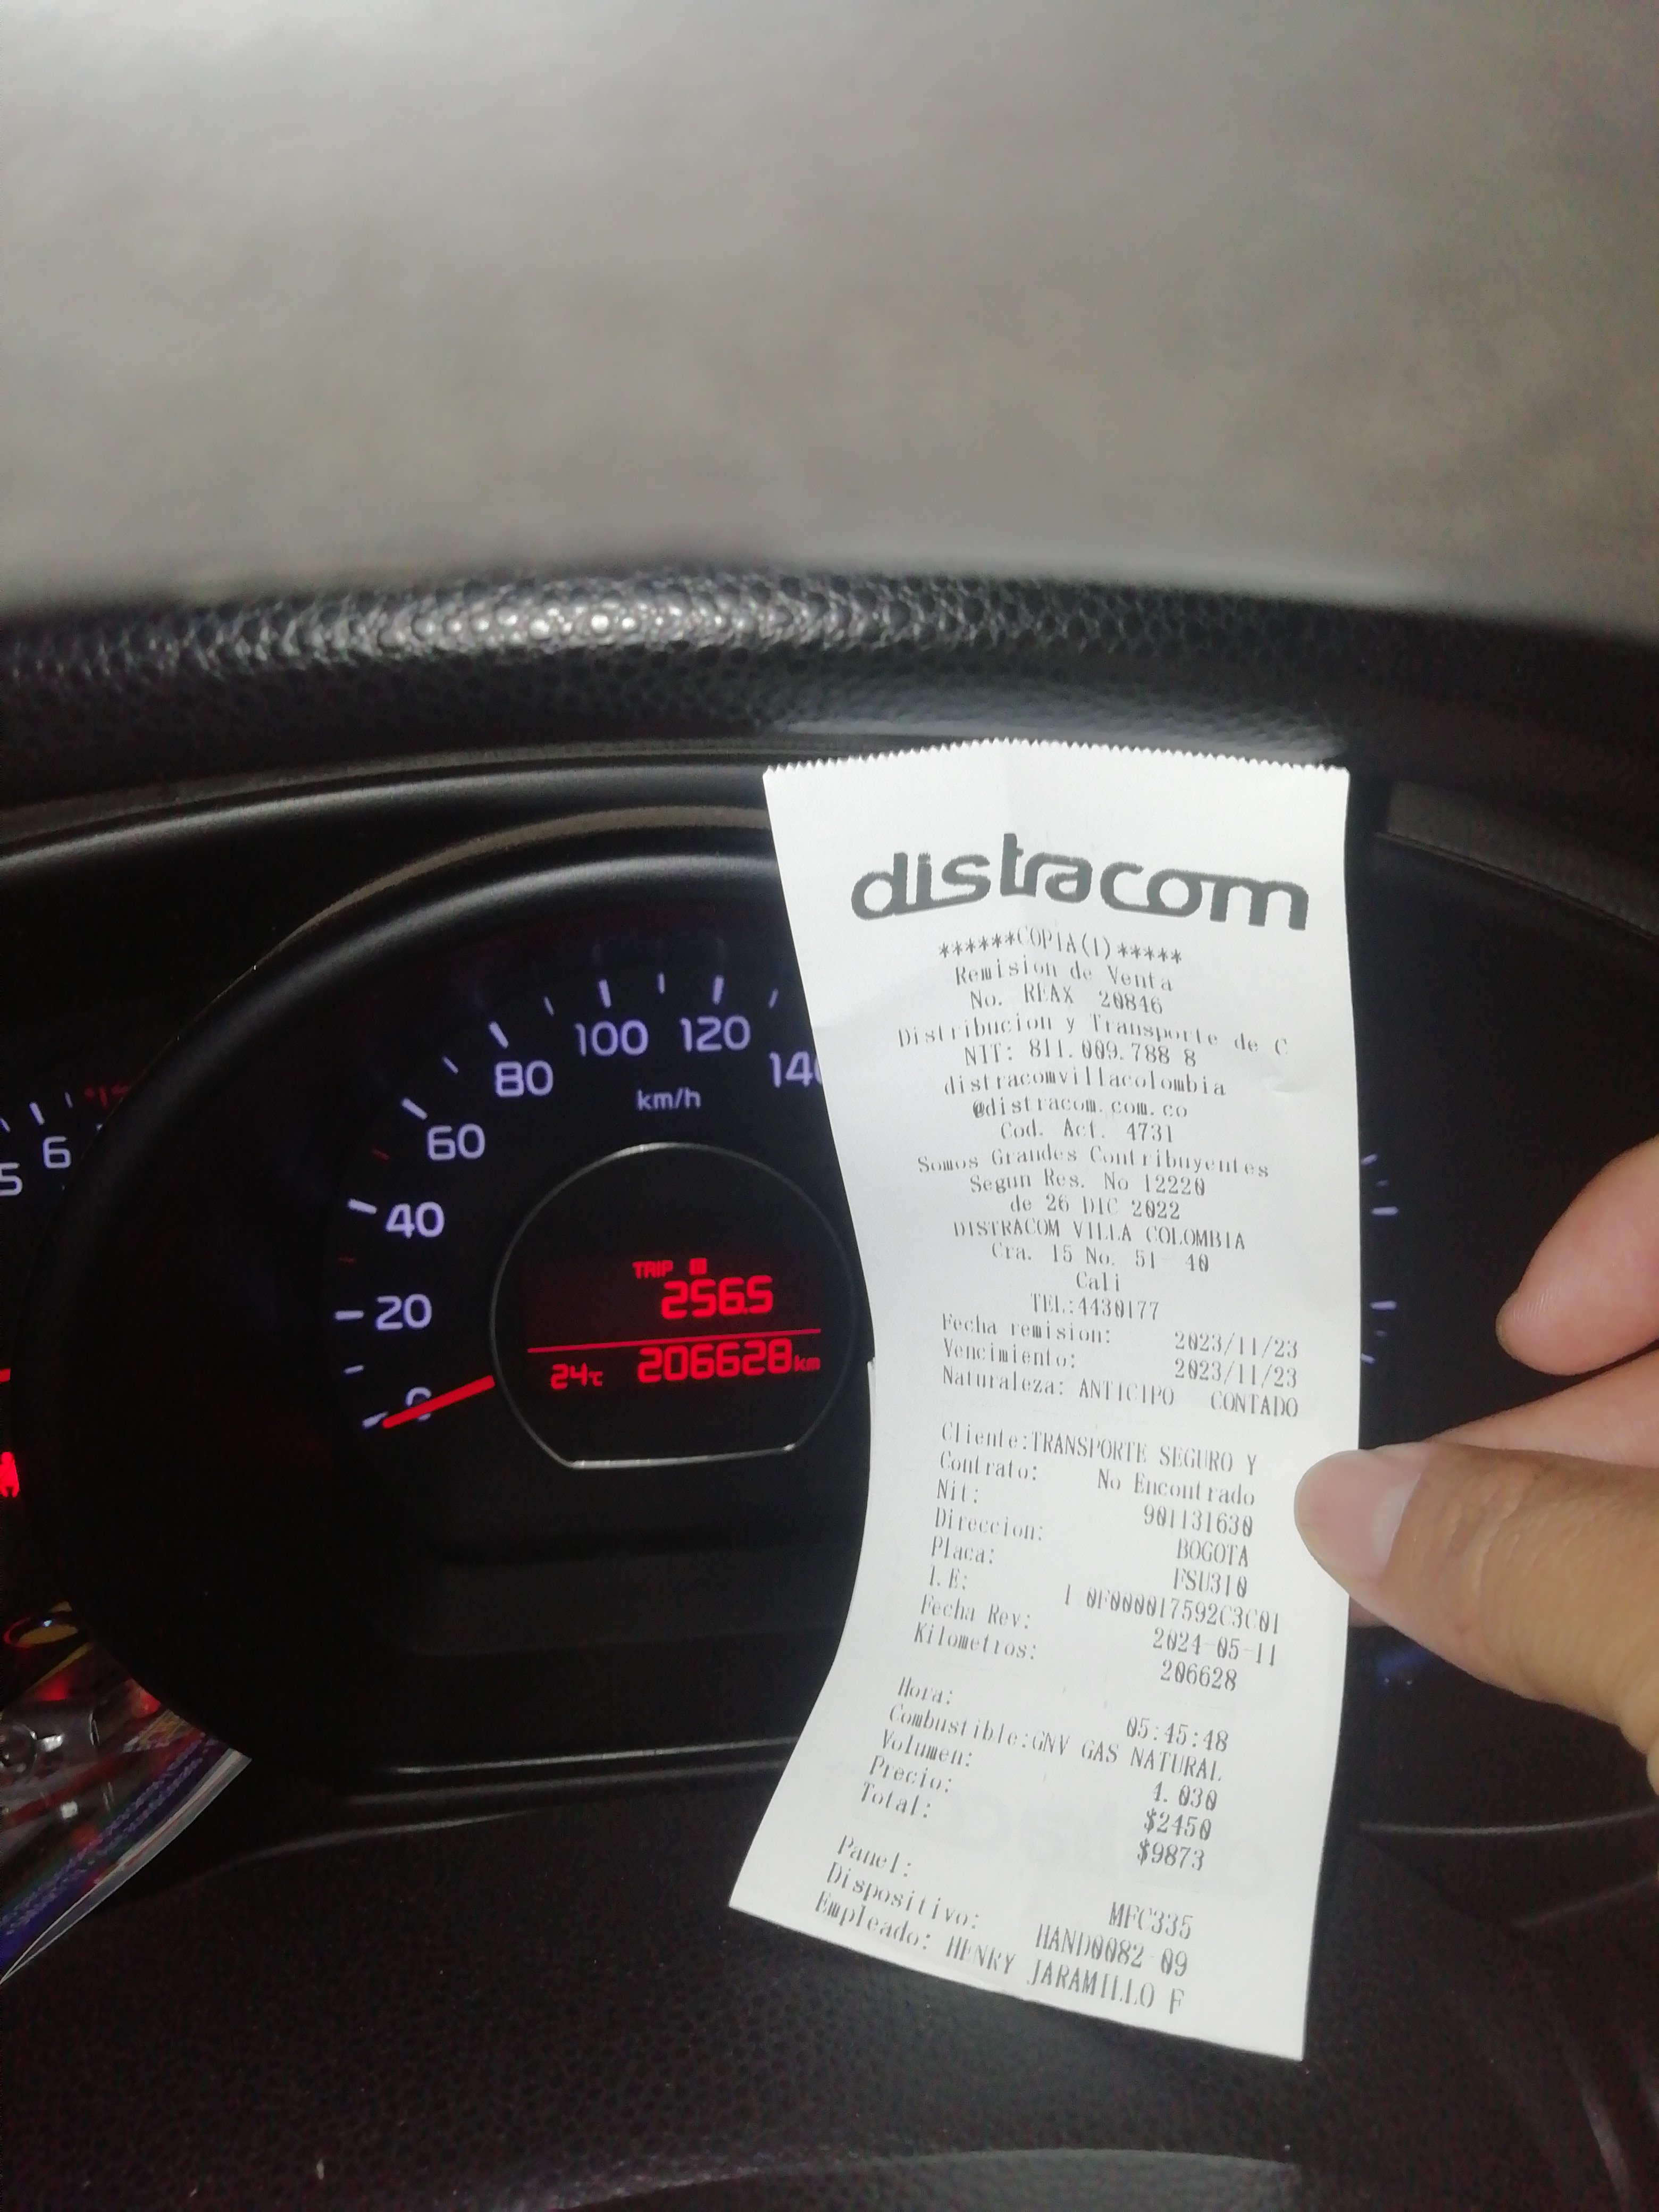 distracom
******COPIA(1)*****
Remision de Venta
No. REAX 20846
Distribucion y Transporte de C
NIT: 811.009.788 8
distracomvillacolombia
@distracom.com.co
Cod. Act. 4731
Somos Grandes Contribuyentes
Segun Res. No 12220
de 26 DIC 2022
DISTRACOM VILLA COLOMBIA
Cra. 15 No. 51 40
Cali
TEL:4430177
Fecha remision: 2023/11/23
Vencimiento: 2023/11/23
Naturaleza: ANTICIPO CONTADO
Cliente:TRANSPORTE SEGURO Y
Contrato: No Encontrado
Nit: 901131630
Direccion: BOGOTA
Placa: FSU310
I.E: 1 0F000017592C3C01
Fecha Rev: 2024-05-11
Kilometros: 206628
Hora: 05:45:48
Combustible:GNV GAS NATURAL
Volumen: 4.030
Precio: $2450
Total: $9873
Panel: MFC335
Dispositivo: HAND0082-09
Empleado: HENRY JARAMILLO F
5
6
0
20
40
60
80
100
120
140
km/h
TRIP
256.5
24°C 206628 km